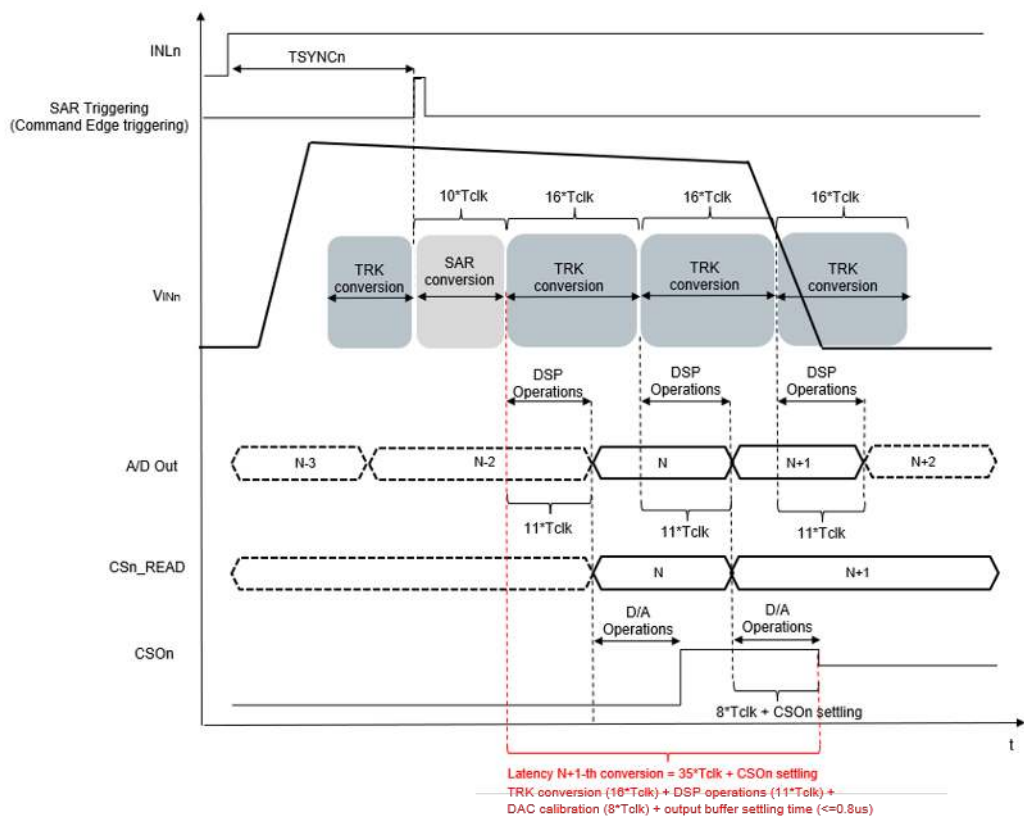 INLn
TSYNCn
SAR Triggering
(Command Edge triggering)
10*Tclk
16*Tclk
16*Tclk
16*Tclk
VINn
TRK
conversion
SAR
conversion
TRK
conversion
TRK
conversion
TRK
conversion
DSP
Operations
DSP
Operations
DSP
Operations
A/D Out
N-3
N-2
N
N+1
N+2
11*Tclk
11*Tclk
11*Tclk
CSn_READ
N
N+1
D/A
Operations
D/A
Operations
CSOn
8*Tclk + CSOn settling
t
Latency N+1-th conversion = 35*Tclk + CSOn settling
TRK conversion (16*Tclk) + DSP operations (11*Tclk) +
DAC calibration (8*Tclk) + output buffer settling time (<=0.8us)